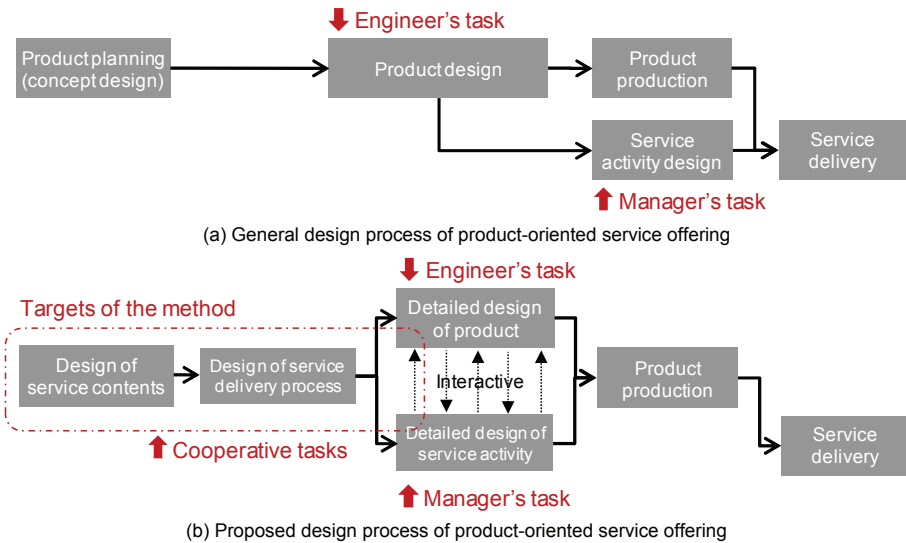 Engineer's task
Product planning
(concept design)
Product design
Product
production
Service
activity design
Service
delivery
Manager's task
(a) General design process of product-oriented service offering
Engineer's task
Targets of the method
Detailed design
of product
Design of
service contents
Design of service
delivery process
Interactive
Product
production
Detailed design of
service activity
Cooperative tasks
Service
delivery
Manager's task
(b) Proposed design process of product-oriented service offering